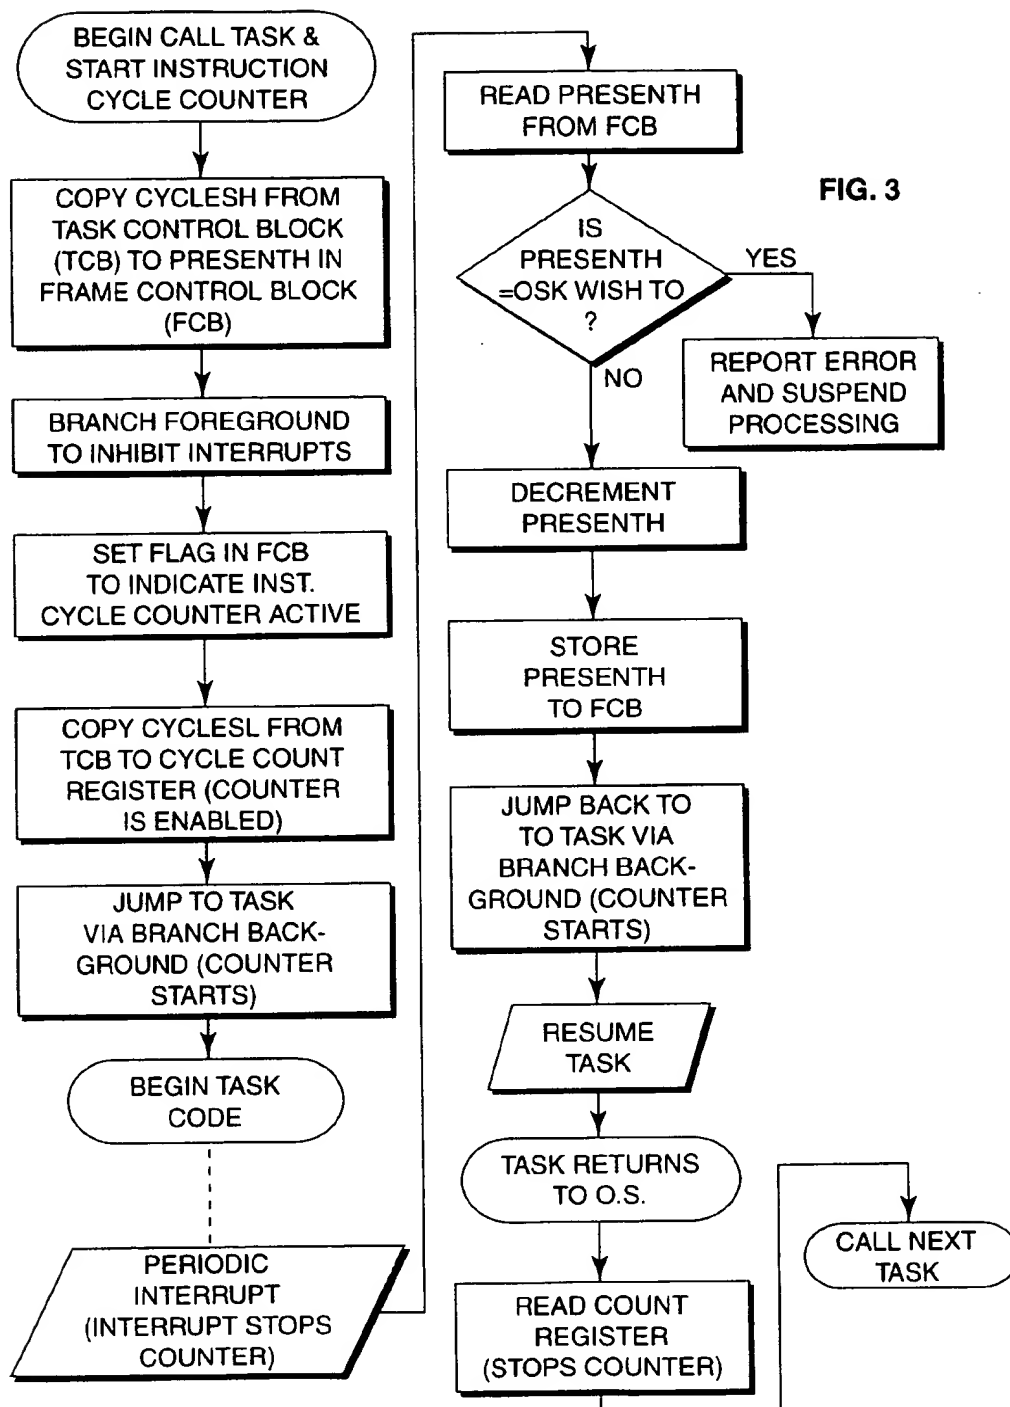 BEGIN CALL TASK &
START INSTRUCTION
CYCLE COUNTER
COPY CYCLESH FROM
TASK CONTROL BLOCK
(TCB) TO PRESENTH IN
FRAME CONTROL BLOCK
(FCB)
BRANCH FOREGROUND
TO INHIBIT INTERRUPTS
SET FLAG IN FCB
TO INDICATE INST.
CYCLE COUNTER ACTIVE
COPY CYCLESL FROM
TCB TO CYCLE COUNT
REGISTER (COUNTER
IS ENABLED)
JUMP TO TASK
VIA BRANCH BACK-
GROUND (COUNTER
STARTS)
BEGIN TASK
CODE
PERIODIC
INTERRUPT
(INTERRUPT STOPS
COUNTER)
READ PRESENTH
FROM FCB
FIG. 3
IS
PRESENTH
=OSK WISH TO
?
YES
REPORT ERROR
AND SUSPEND
PROCESSING
NO
DECREMENT
PRESENTH
STORE
PRESENTH
TO FCB
JUMP BACK TO
TO TASK VIA
BRANCH BACK-
GROUND (COUNTER
STARTS)
RESUME
TASK
TASK RETURNS
TO O.S.
READ COUNT
REGISTER
(STOPS COUNTER)
CALL NEXT
TASK